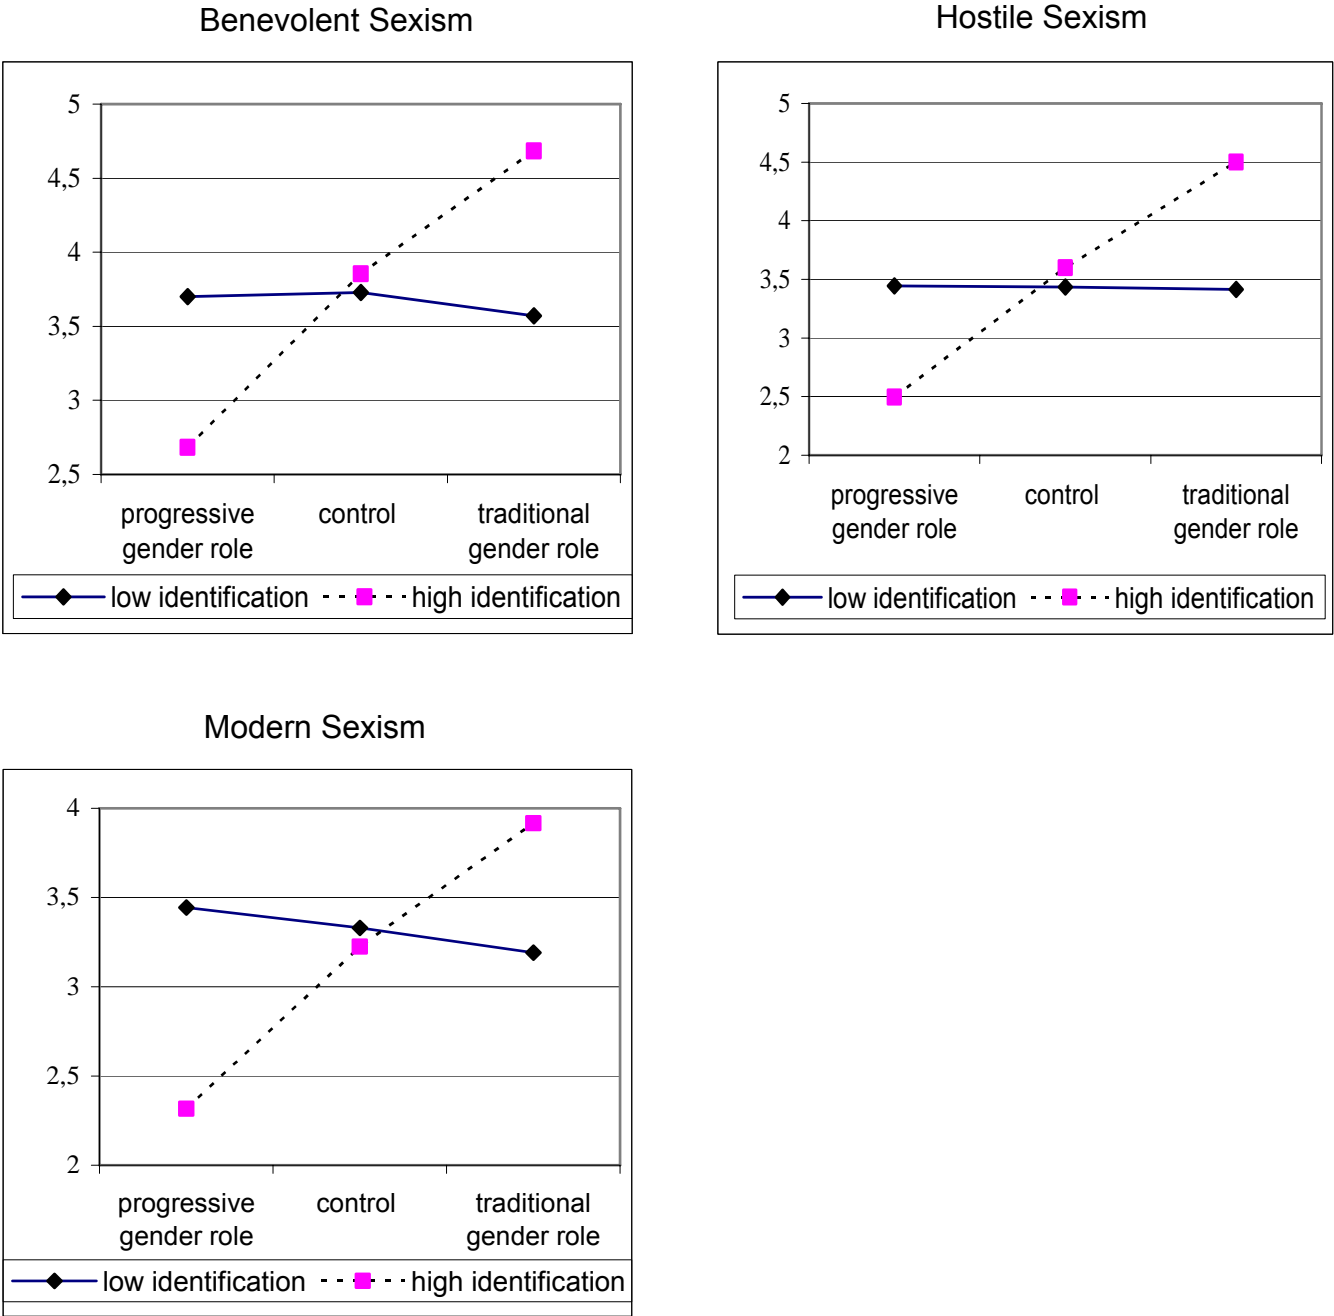 Benevolent Sexism
5
4,5
4
3,5
3
2,5
progressive gender role
control
traditional gender role
low identification
high identification
Hostile Sexism
5
4,5
4
3,5
3
2,5
2
progressive gender role
control
traditional gender role
low identification
high identification
Modern Sexism
4
3,5
3
2,5
2
progressive gender role
control
traditional gender role
low identification
high identification